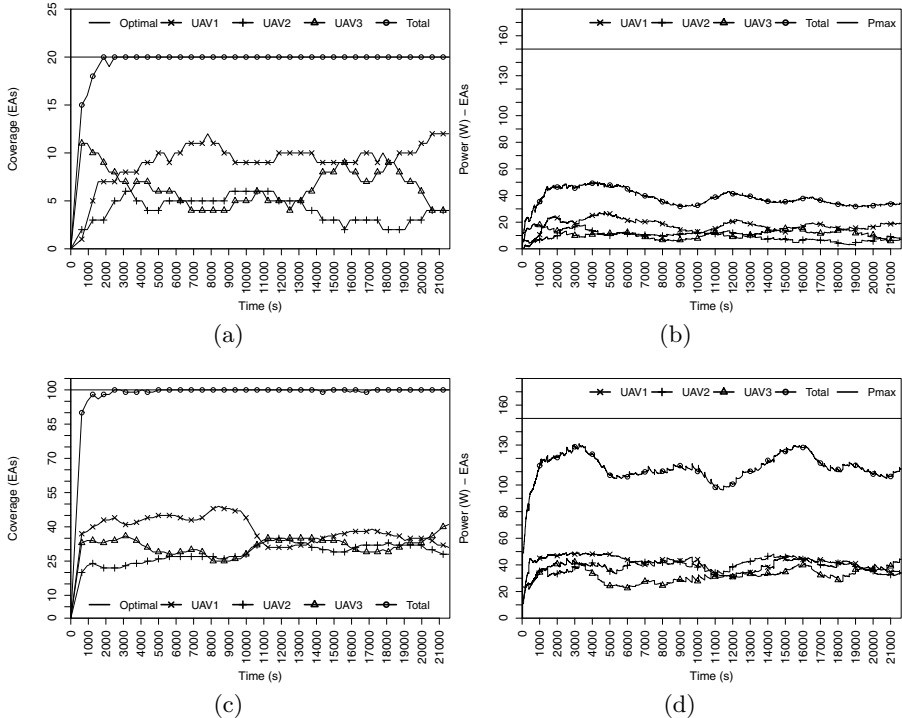 Optimal UAV1 UAV2 UAV3 Total
Coverage (EAs)
25
20
15
10
5
0
0 1000 2000 3000 4000 5000 6000 7000 8000 9000 10000 11000 12000 13000 14000 15000 16000 17000 18000 19000 20000 21000
Time (s)
(a)
UAV1 UAV2 UAV3 Total Pmax
Power (W) − EAs
160
130
100
80
60
40
20
0
0 1000 2000 3000 4000 5000 6000 7000 8000 9000 10000 11000 12000 13000 14000 15000 16000 17000 18000 19000 20000 21000
Time (s)
(b)
Coverage (EAs)
100
85
70
55
40
25
10
0
Optimal UAV1 UAV2 UAV3 Total
0 1000 2000 3000 4000 5000 6000 7000 8000 9000 10000 11000 12000 13000 14000 15000 16000 17000 18000 19000 20000 21000
Time (s)
(c)
UAV1 UAV2 UAV3 Total Pmax
Power (W) − EAs
160
130
100
80
60
40
20
0
0 1000 2000 3000 4000 5000 6000 7000 8000 9000 10000 11000 12000 13000 14000 15000 16000 17000 18000 19000 20000 21000
Time (s)
(d)